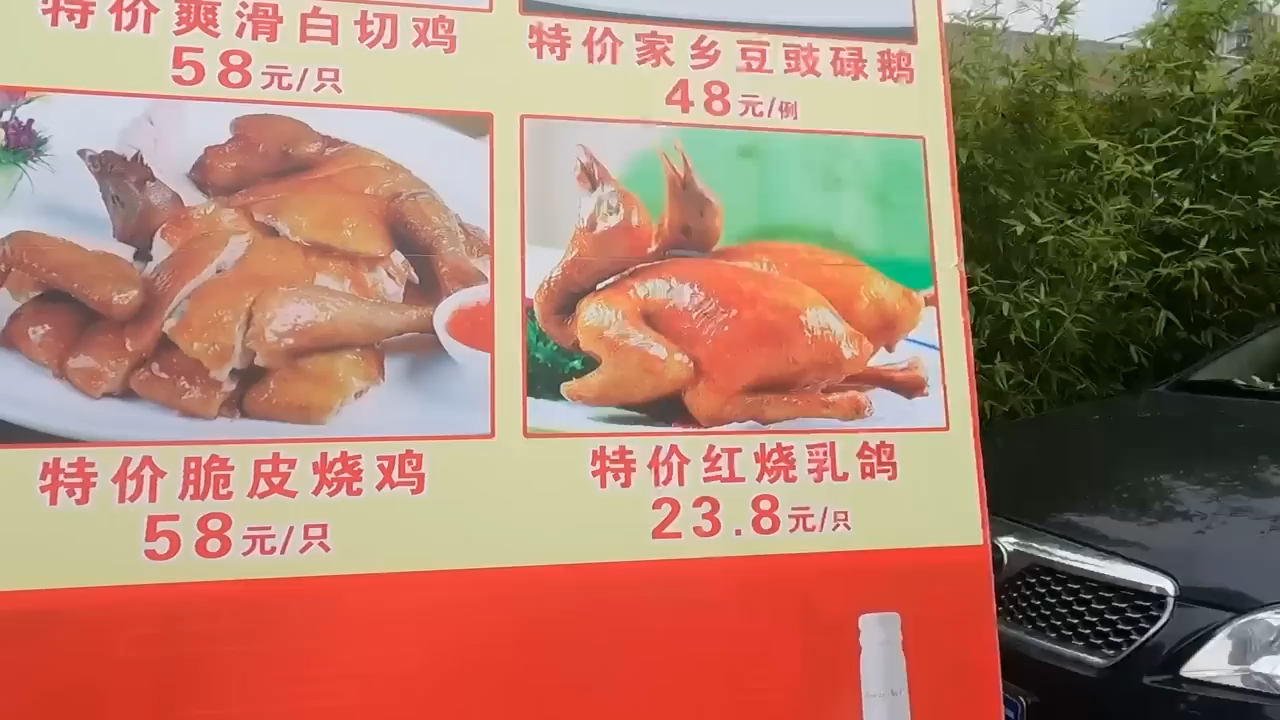 特价爽滑白切鸡
58元/只
特价家乡豆豉碌鹅
48元/例
特价脆皮烧鸡
58元/只
特价红烧乳鸽
23.8元/只